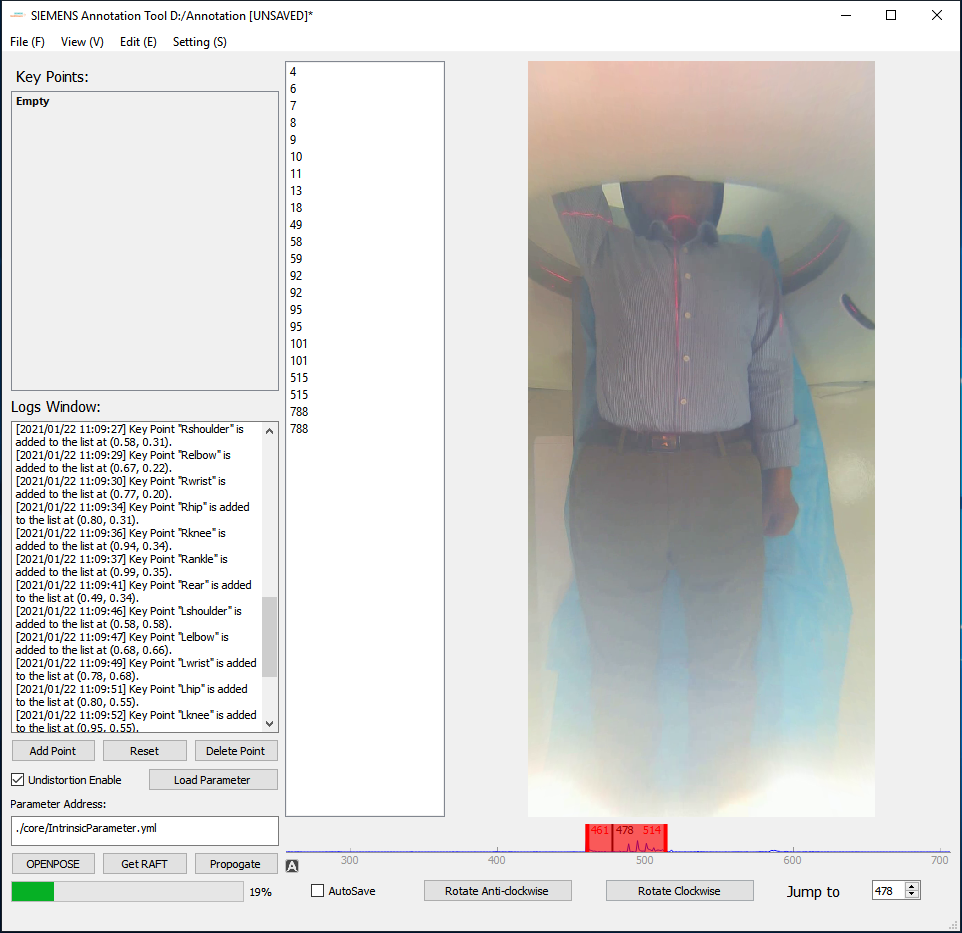 SIEMENS Annotation Tool D:/Annotation [UNSAVED]*
File (F) View (V) Edit (E) Setting (S)
Key Points:
Empty
Logs Window:
[2021/01/22 11:09:27] Key Point "Rshoulder" is
added to the list at (0.58, 0.31).
[2021/01/22 11:09:29] Key Point "Relbow" is
added to the list at (0.67, 0.22).
[2021/01/22 11:09:30] Key Point "Rwrist" is
added to the list at (0.77, 0.20).
[2021/01/22 11:09:34] Key Point "Rhip" is added
to the list at (0.80, 0.31).
[2021/01/22 11:09:36] Key Point "Rknee" is
added to the list at (0.94, 0.34).
[2021/01/22 11:09:37] Key Point "Rankle" is
added to the list at (0.99, 0.35).
[2021/01/22 11:09:41] Key Point "Rear" is added
to the list at (0.49, 0.34).
[2021/01/22 11:09:46] Key Point "Lshoulder" is
added to the list at (0.58, 0.58).
[2021/01/22 11:09:47] Key Point "Lelbow" is
added to the list at (0.68, 0.66).
[2021/01/22 11:09:49] Key Point "Lwrist" is added
to the list at (0.78, 0.68).
[2021/01/22 11:09:51] Key Point "Lhip" is added
to the list at (0.80, 0.55).
[2021/01/22 11:09:52] Key Point "Lknee" is
added to the list at (0.95, 0.55).
Add Point Reset Delete Point
Undistortion Enable Load Parameter
Parameter Address:
./core/IntrinsicParameter.yml
OPENPOSE Get RAFT Propogate
19%
4
6
7
8
9
10
11
13
18
49
58
59
92
92
95
95
101
101
515
515
788
788
461 478 514
300 400 500 600 700
A
AutoSave Rotate Anti-clockwise Rotate Clockwise Jump to 478